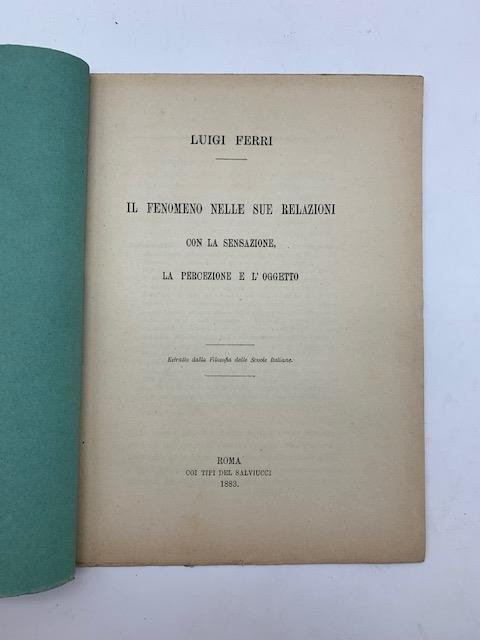 LUIGI FERRI
IL FENOMENO NELLE SUE RELAZIONI
CON LA SENSAZIONE,
LA PERCEZIONE E L'OGGETTO
Estratto dalla Filosofia delle Scuole Italiane.
ROMA
COI TIPI DEL SALVIUCCI
1883.